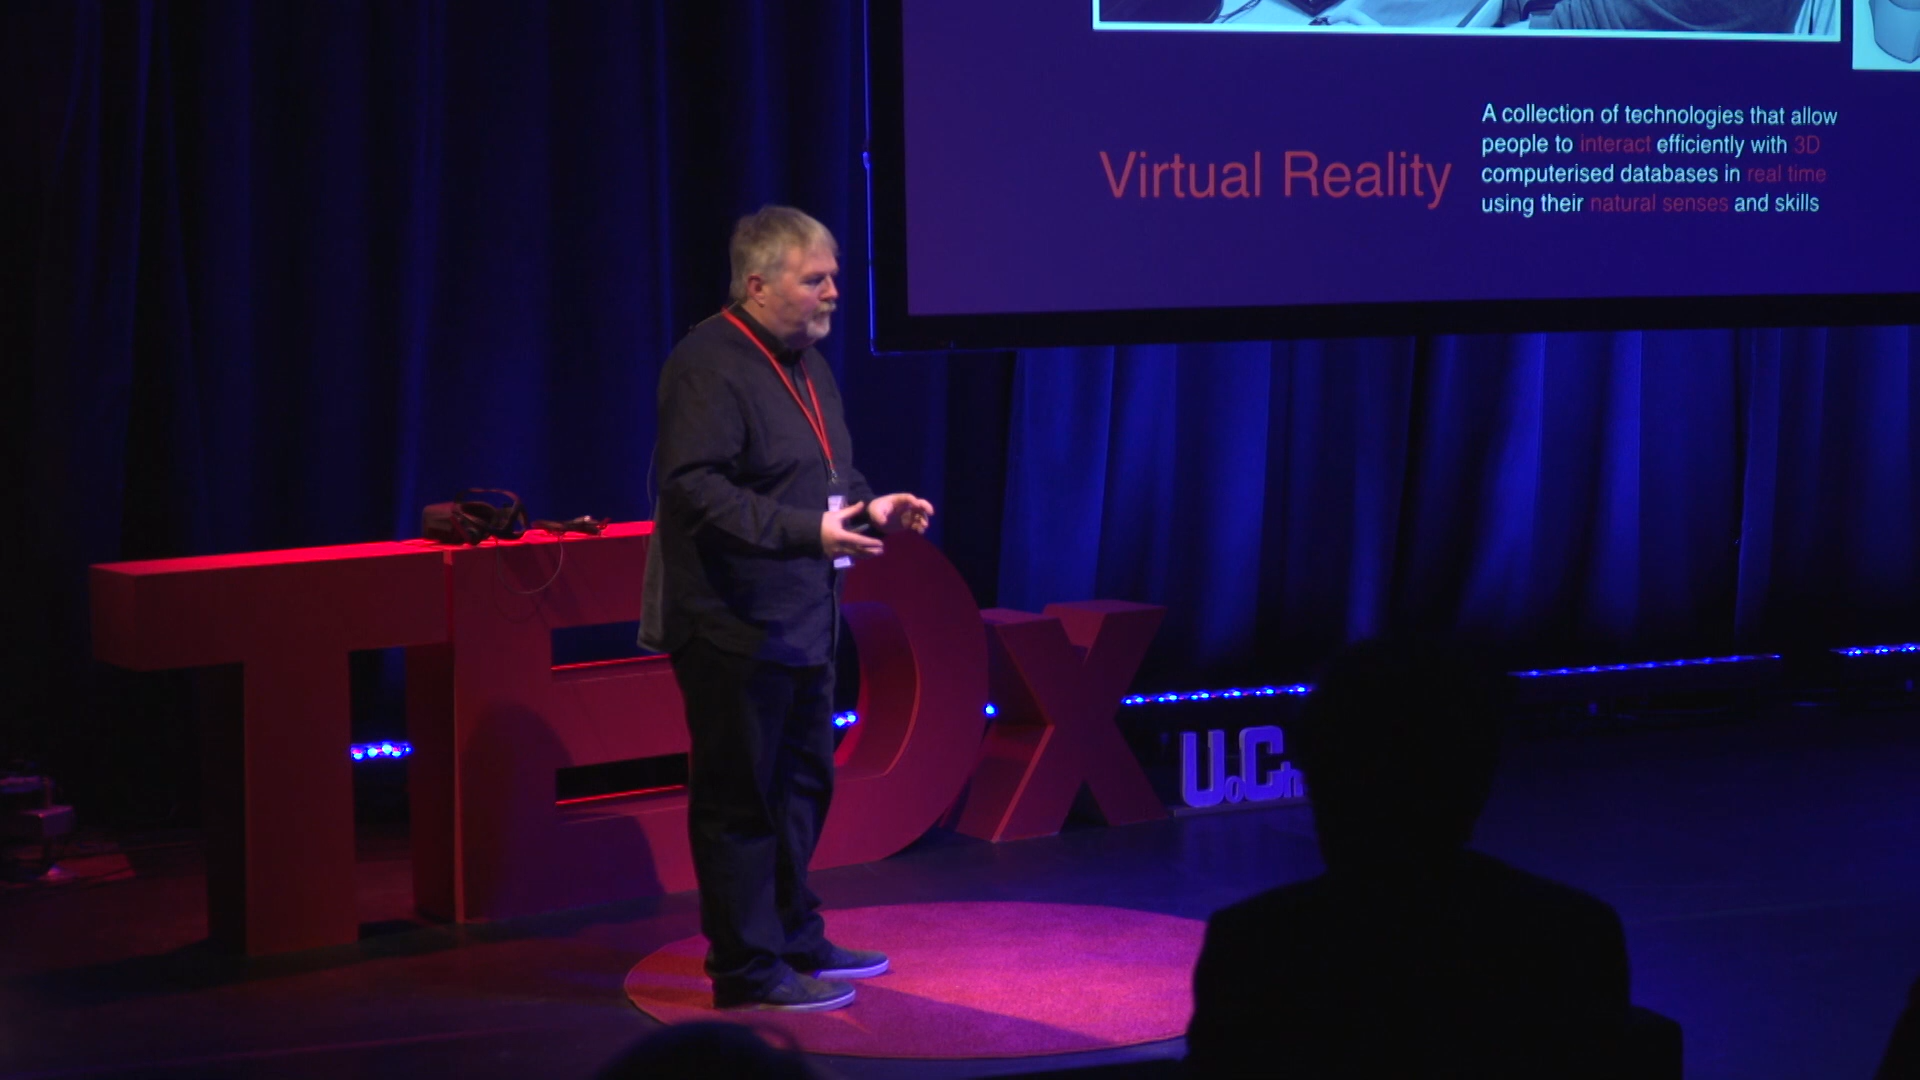 A collection of technologies that allow
people to interact efficiently with 3D
Virtual Reality
computerised databases in real time
using their natural senses and skills
TEDx
UoCh